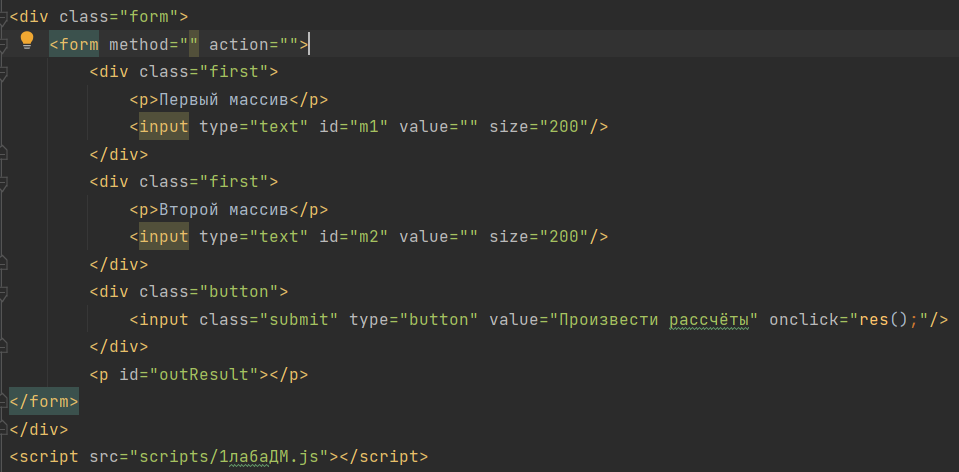 <div class="form">
<form method="" action="">
<div class="first">
<p>Первый массив</p>
<input type="text" id="m1" value="" size="200"/>
</div>
<div class="first">
<p>Второй массив</p>
<input type="text" id="m2" value="" size="200"/>
</div>
<div class="button">
<input class="submit" type="button" value="Произвести рассчёты" onclick="res();"/>
</div>
<p id="outResult"></p>
</form>
</div>
<script src="scripts/1лабаДМ.js"></script>